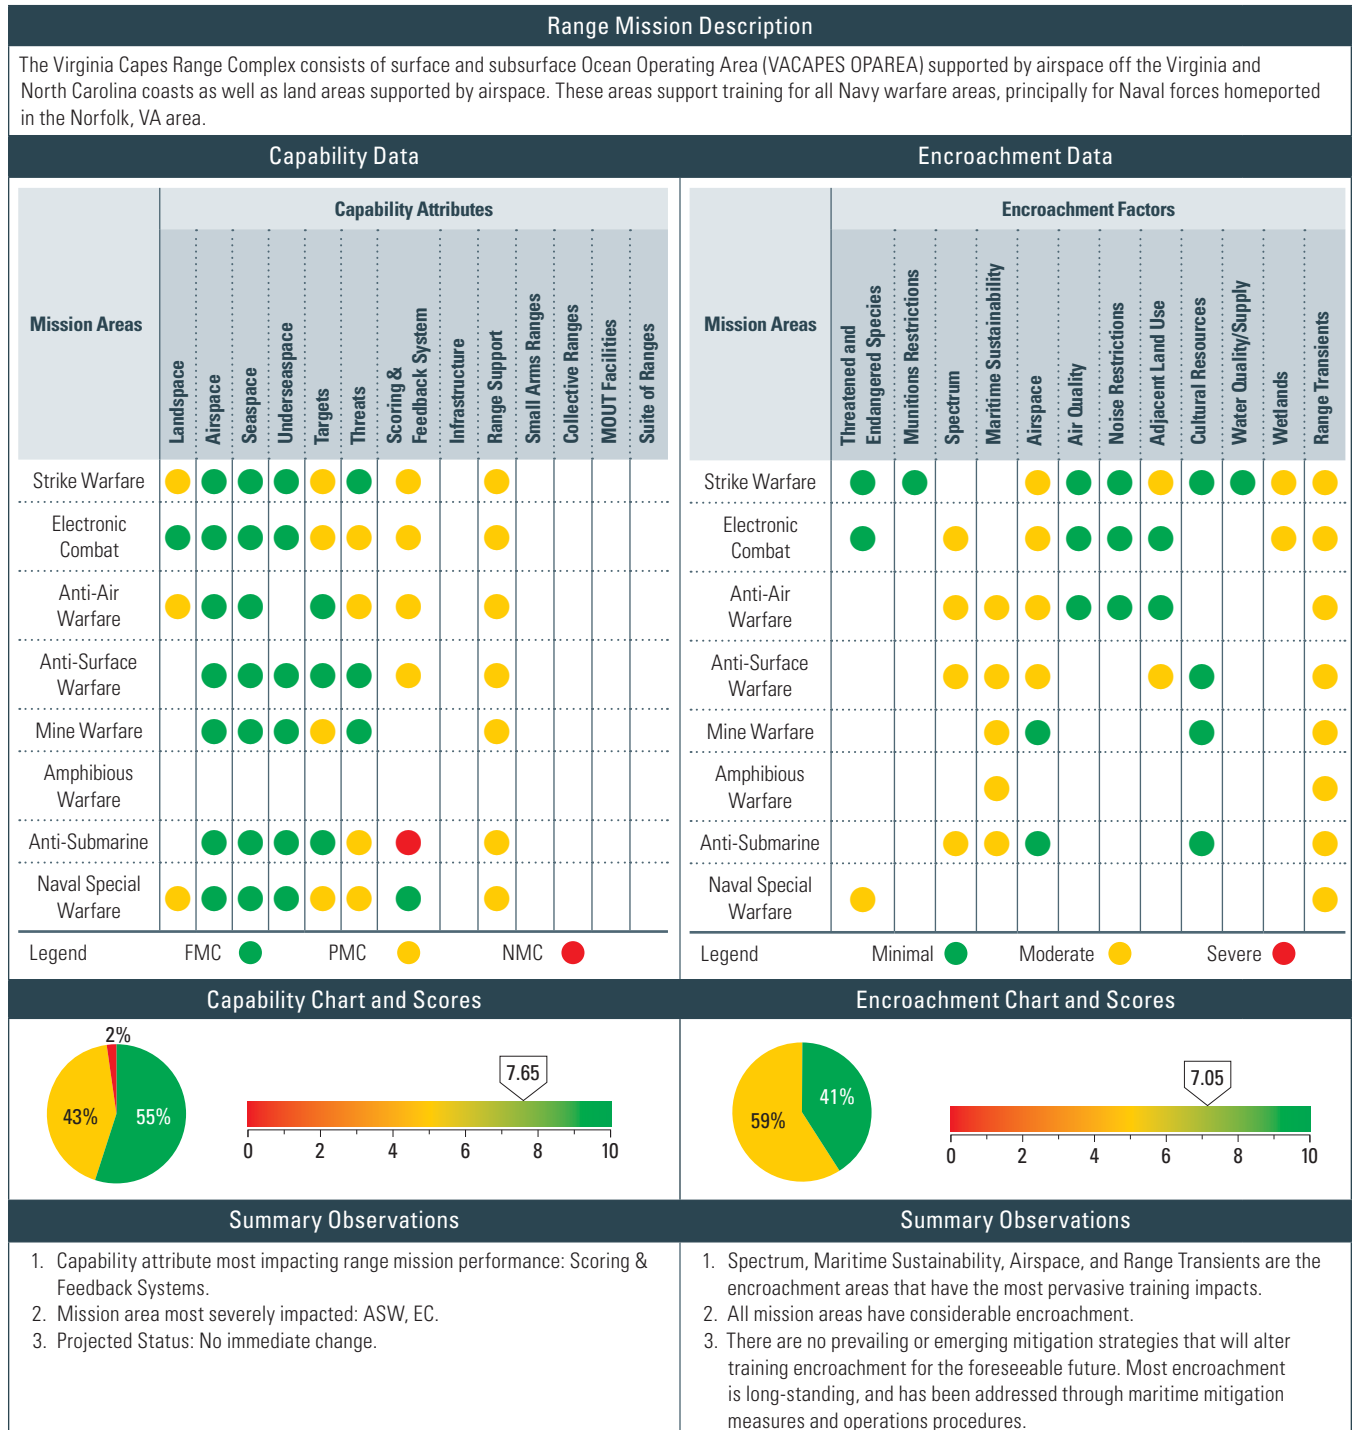 Range Mission Description
The Virginia Capes Range Complex consists of surface and subsurface Ocean Operating Area (VACAPES OPAREA) supported by airspace off the Virginia and
North Carolina coasts as well as land areas supported by airspace. These areas support training for all Navy warfare areas, principally for Naval forces homeported
in the Norfolk, VA area.
Capability Data
Mission Areas
Capability Attributes
Landspace
Airspace
Seaspace
Underseaspace
Targets
Threats
Scoring &
Feedback System
Infrastructure
Range Support
Small Arms Ranges
Collective Ranges
MOUT Facilities
Suite of Ranges
Strike Warfare
Electronic
Combat
Anti-Air
Warfare
Anti-Surface
Warfare
Mine Warfare
Amphibious
Warfare
Anti-Submarine
Naval Special
Warfare
Legend
FMC
PMC
NMC
Encroachment Data
Mission Areas
Encroachment Factors
Threatened and
Endangered Species
Munitions Restrictions
Spectrum
Maritime Sustainability
Airspace
Air Quality
Noise Restrictions
Adjacent Land Use
Cultural Resources
Water Quality/Supply
Wetlands
Range Transients
Strike Warfare
Electronic
Combat
Anti-Air
Warfare
Anti-Surface
Warfare
Mine Warfare
Amphibious
Warfare
Anti-Submarine
Naval Special
Warfare
Legend
Minimal
Moderate
Severe
Capability Chart and Scores
2%
43%
55%
7.65
0 2 4 6 8 10
Encroachment Chart and Scores
41%
59%
7.05
0 2 4 6 8 10
Summary Observations
1. Capability attribute most impacting range mission performance: Scoring &
Feedback Systems.
2. Mission area most severely impacted: ASW, EC.
3. Projected Status: No immediate change.
Summary Observations
1. Spectrum, Maritime Sustainability, Airspace, and Range Transients are the
encroachment areas that have the most pervasive training impacts.
2. All mission areas have considerable encroachment.
3. There are no prevailing or emerging mitigation strategies that will alter
training encroachment for the foreseeable future. Most encroachment
is long-standing, and has been addressed through maritime mitigation
measures and operations procedures.